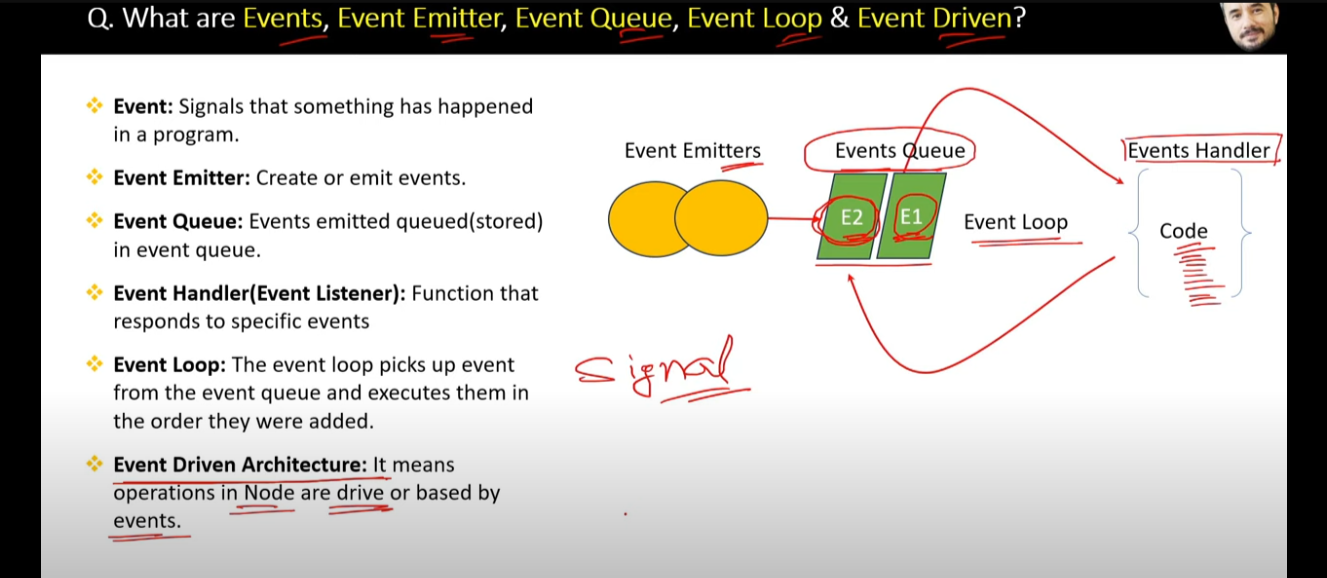 Q. What are Events, Event Emitter, Event Queue, Event Loop & Event Driven?
Event: Signals that something has happened
in a program.
Event Emitter: Create or emit events.
Event Queue: Events emitted queued(stored)
in event queue.
Event Handler(Event Listener): Function that
responds to specific events
Event Loop: The event loop picks up event
from the event queue and executes them in
the order they were added.
Event Driven Architecture: It means
operations in Node are drive or based by
events.
Event Emitters
Events Queue
E2
E1
Event Loop
Events Handler
Code
Signal